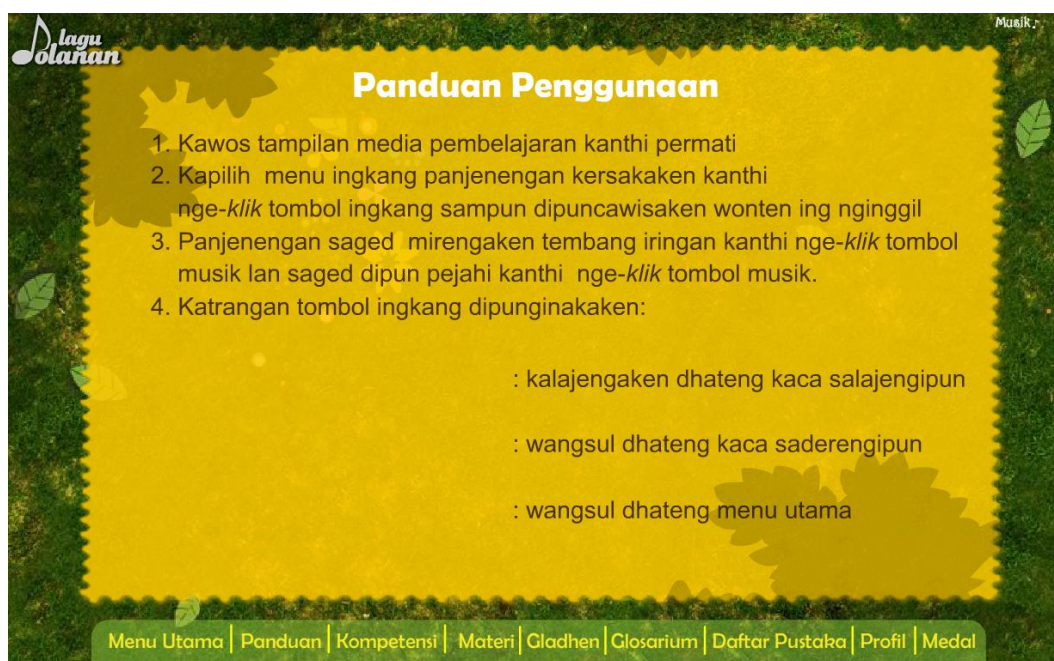 lagu
Dolanan
Musik
Panduan Penggunaan
1. Kawos tampilan media pembelajaran kanthi permati
2. Kapilih menu ingkang panjenengan kersakaken kanthi
nge-klik tombol ingkang sampun dipuncawisaken wonten ing nginggil
3. Panjenengan saged mirengaken tembang iringan kanthi nge-klik tombol
musik lan saged dipun pejahi kanthi nge-klik tombol musik.
4. Katrangan tombol ingkang dipunginakaken:
: kalajengaken dhateng kaca salajengipun
: wangsul dhateng kaca saderengipun
: wangsul dhateng menu utama
Menu Utama | Panduan | Kompetensi | Materi | Gladhen | Glosarium | Daftar Pustaka | Profil | Medal